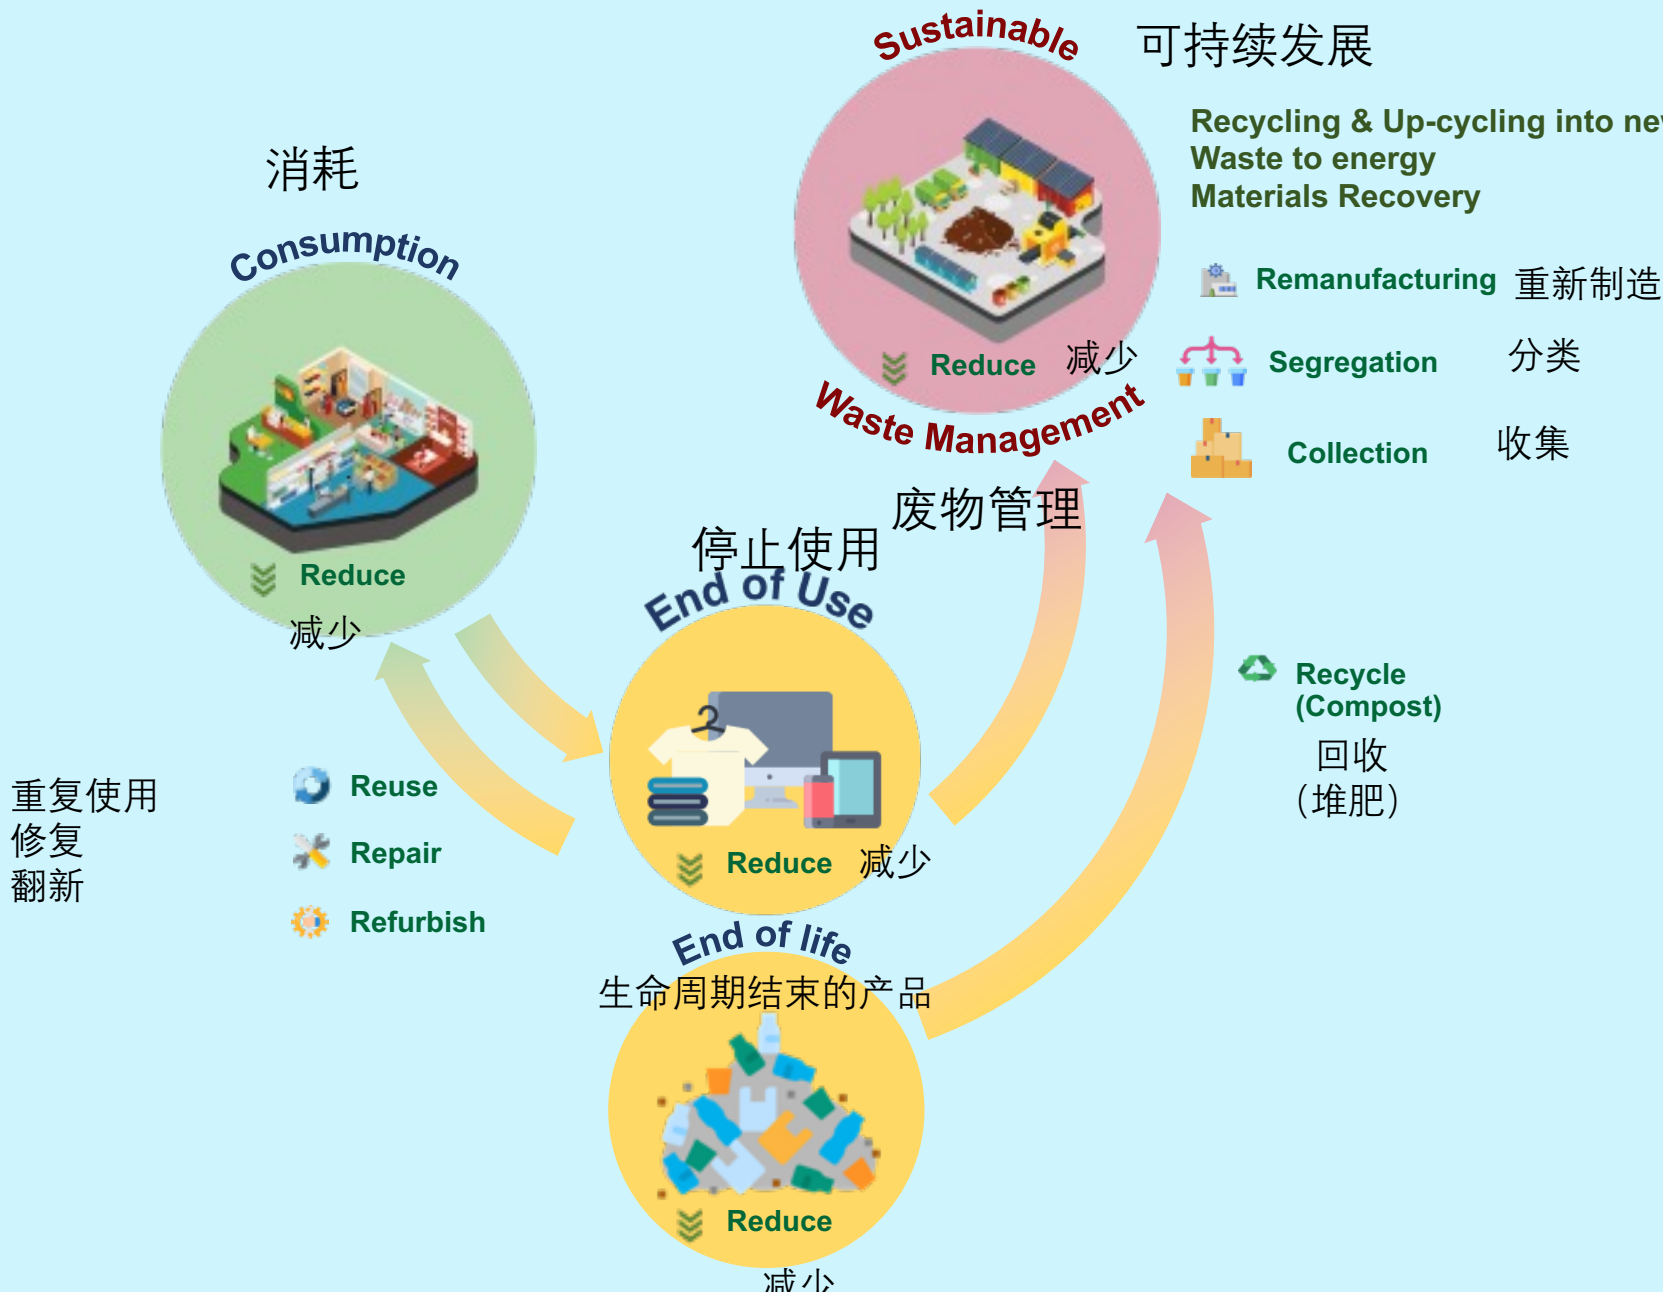 Sustainable
可持续发展
Recycling & Up-cycling into
Waste to energy
Materials Recovery
消耗
Consumption
Remanufacturing 重新制造
Reduce 减少
Segregation 分类
Waste Management
Collection 收集
废物管理
停止使用
End of Use
Reduce
减少
Recycle
(Compost)
回收
（堆肥）
重复使用
修复
翻新
Reuse
Repair
Refurbish
Reduce 减少
End of life
生命周期结束的产品
Reduce
减少